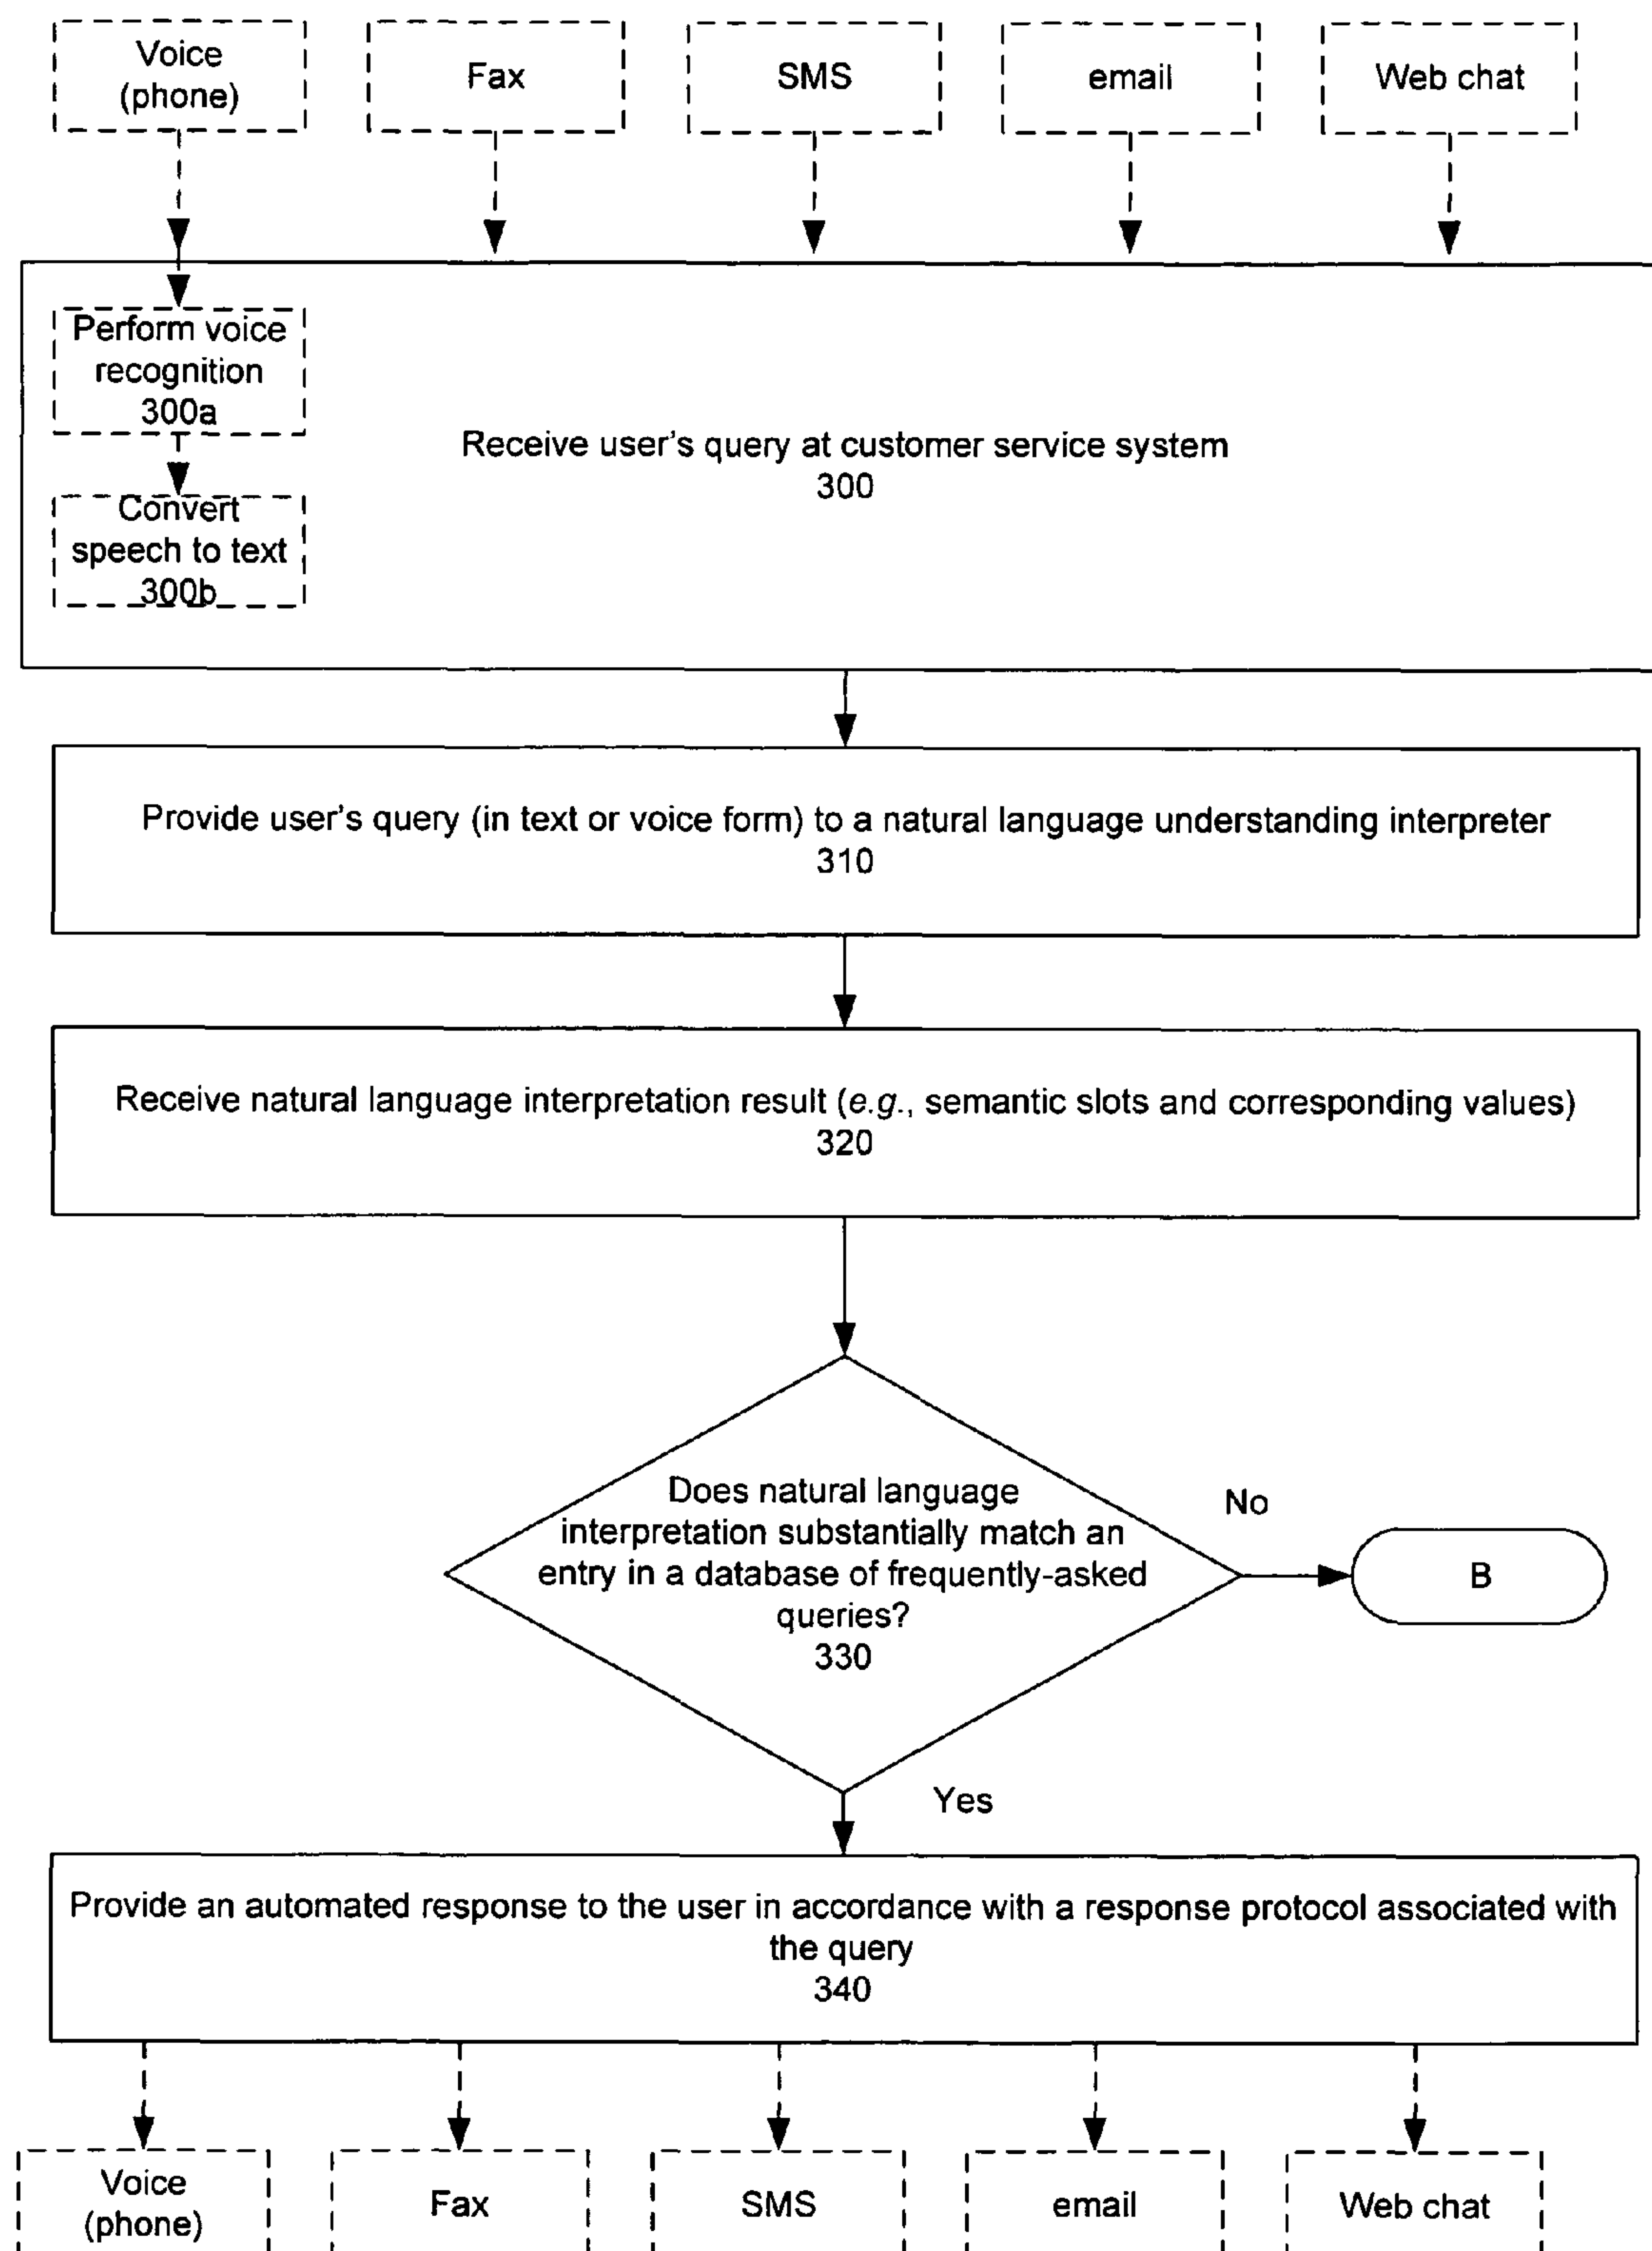 Voice
(phone)
Fax
SMS
email
Web chat
Perform voice
recognition
300a
Convert
speech to text
300b
Receive user's query at customer service system
300
Provide user's query (in text or voice form) to a natural language understanding interpreter
310
Receive natural language interpretation result (e.g., semantic slots and corresponding values)
320
Does natural language
interpretation substantially match an
entry in a database of frequently-asked
queries?
330
No
B
Yes
Provide an automated response to the user in accordance with a response protocol associated with
the query
340
Voice
(phone)
Fax
SMS
email
Web chat